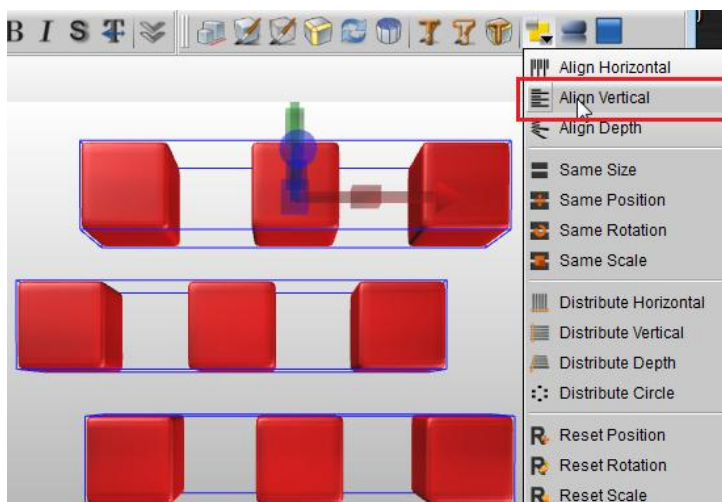 B I S T
Align Horizontal
Align Vertical
Align Depth
Same Size
Same Position
Same Rotation
Same Scale
Distribute Horizontal
Distribute Vertical
Distribute Depth
Distribute Circle
Reset Position
Reset Rotation
Reset Scale